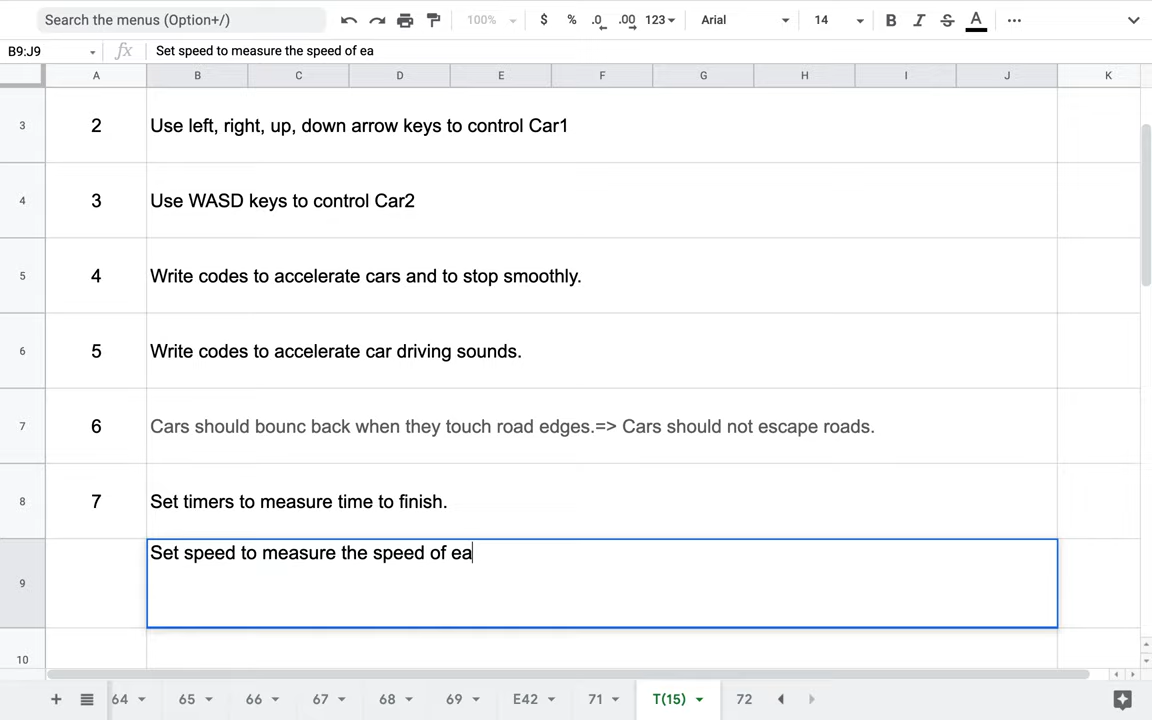 Search the menus (Option+/)
100%
$ % .0 .00 123
Arial
14
B I S A
B9:J9
fx
Set speed to measure the speed of ea
A B C D E F G H I J K
3 2 Use left, right, up, down arrow keys to control Car1
4 3 Use WASD keys to control Car2
5 4 Write codes to accelerate cars and to stop smoothly.
6 5 Write codes to accelerate car driving sounds.
7 6 Cars should bounc back when they touch road edges.=> Cars should not escape roads.
8 7 Set timers to measure time to finish.
9 Set speed to measure the speed of ea
10
64 65 66 67 68 69 E42 71 T(15) 72